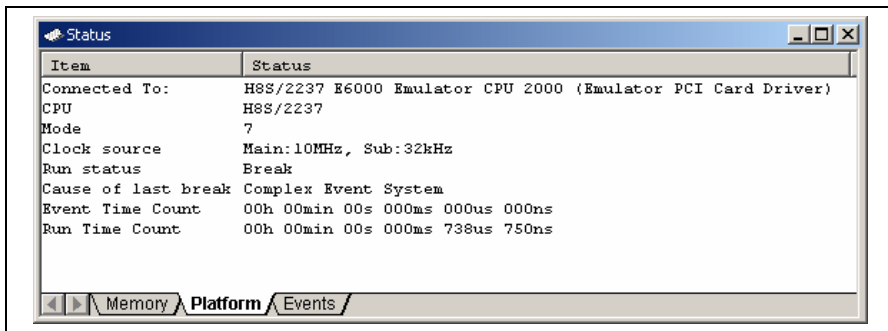 Status
Item Status
Connected To: H8S/2237 E6000 Emulator CPU 2000 (Emulator PCI Card Driver)
CPU H8S/2237
Mode 7
Clock source Main:10MHz, Sub:32kHz
Run status Break
Cause of last break Complex Event System
Event Time Count 00h 00min 00s 000ms 000us 000ns
Run Time Count 00h 00min 00s 000ms 738us 750ns
Memory Platform Events